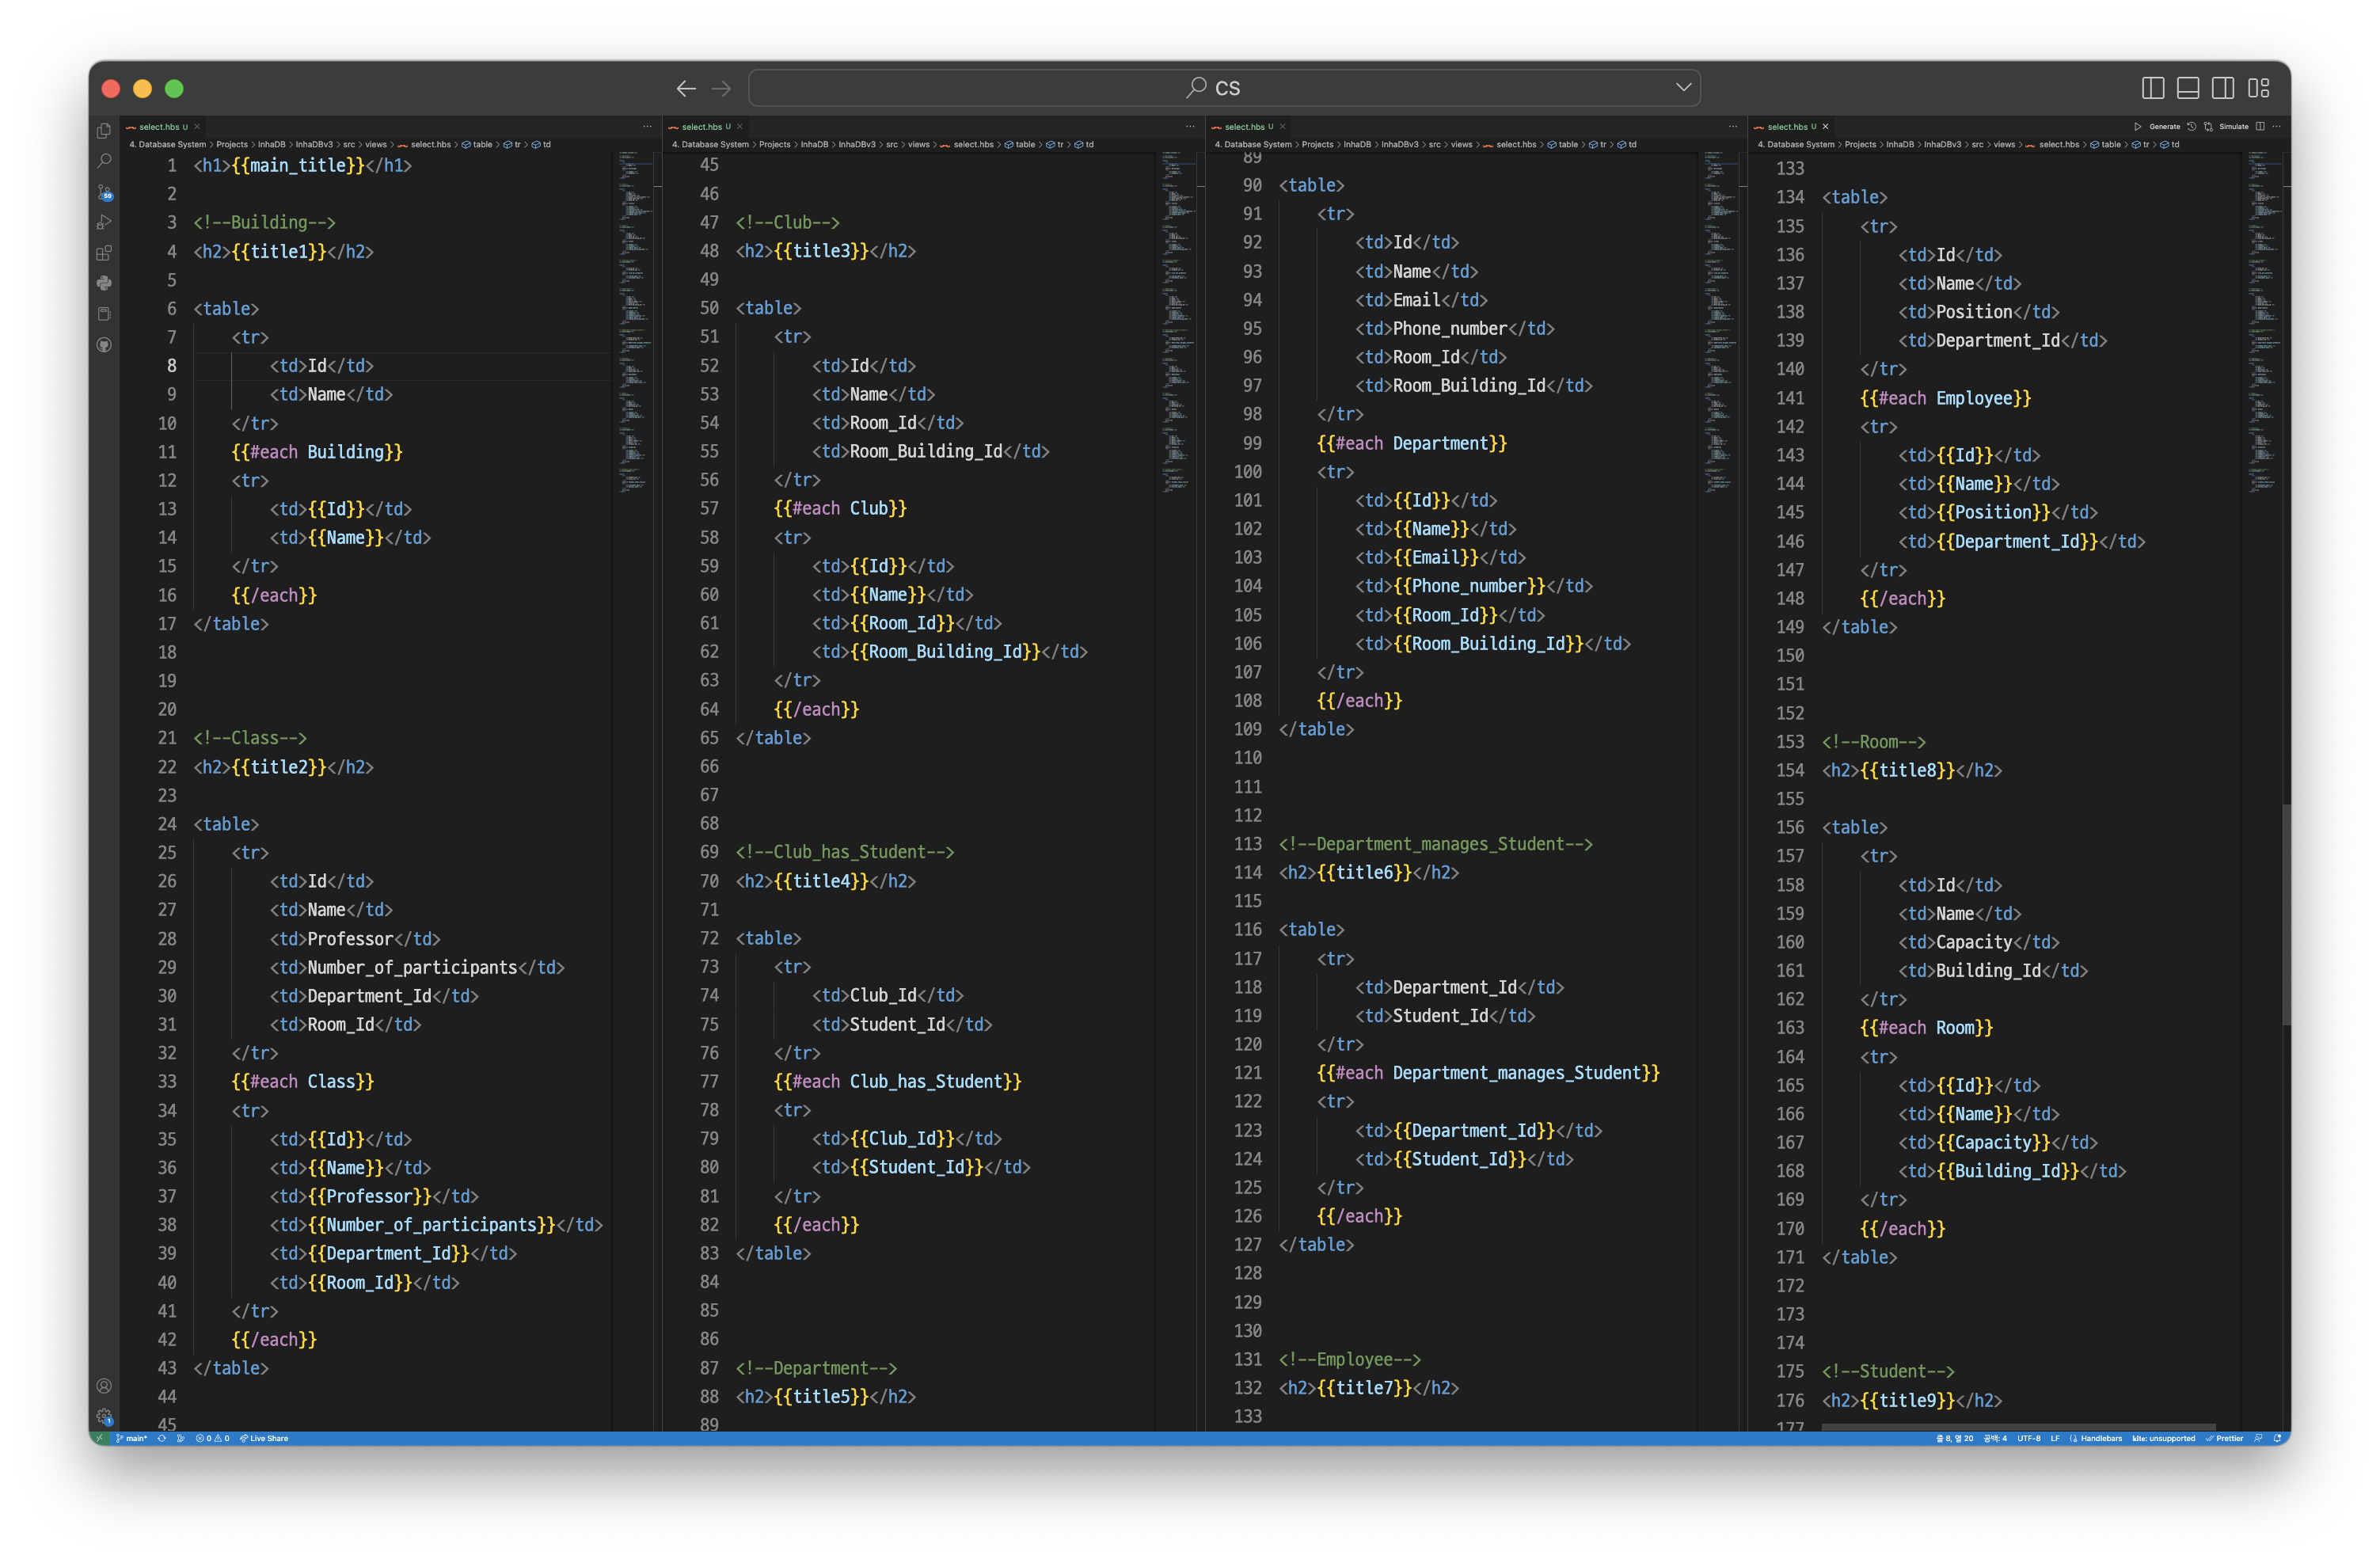 CS
select.hbs U
4. Database System > Projects > InhaDB > InhaDBv3 > src > views > select.hbs > table > tr > td
1 <h1>{{main_title}}</h1>
2
3 <!--Building-->
4 <h2>{{title1}}</h2>
5
6 <table>
7 <tr>
8 <td>Id</td>
9 <td>Name</td>
10 </tr>
11 {{#each Building}}
12 <tr>
13 <td>{{Id}}</td>
14 <td>{{Name}}</td>
15 </tr>
16 {{/each}}
17 </table>
18
19
20
21 <!--Class-->
22 <h2>{{title2}}</h2>
23
24 <table>
25 <tr>
26 <td>Id</td>
27 <td>Name</td>
28 <td>Professor</td>
29 <td>Number_of_participants</td>
30 <td>Department_Id</td>
31 <td>Room_Id</td>
32 </tr>
33 {{#each Class}}
34 <tr>
35 <td>{{Id}}</td>
36 <td>{{Name}}</td>
37 <td>{{Professor}}</td>
38 <td>{{Number_of_participants}}</td>
39 <td>{{Department_Id}}</td>
40 <td>{{Room_Id}}</td>
41 </tr>
42 {{/each}}
43 </table>
44
45
select.hbs U
4. Database System > Projects > InhaDB > InhaDBv3 > src > views > select.hbs > table > tr > td
45
46
47 <!--Club-->
48 <h2>{{title3}}</h2>
49
50 <table>
51 <tr>
52 <td>Id</td>
53 <td>Name</td>
54 <td>Room_Id</td>
55 <td>Room_Building_Id</td>
56 </tr>
57 {{#each Club}}
58 <tr>
59 <td>{{Id}}</td>
60 <td>{{Name}}</td>
61 <td>{{Room_Id}}</td>
62 <td>{{Room_Building_Id}}</td>
63 </tr>
64 {{/each}}
65 </table>
66
67
68
69 <!--Club_has_Student-->
70 <h2>{{title4}}</h2>
71
72 <table>
73 <tr>
74 <td>Club_Id</td>
75 <td>Student_Id</td>
76 </tr>
77 {{#each Club_has_Student}}
78 <tr>
79 <td>{{Club_Id}}</td>
80 <td>{{Student_Id}}</td>
81 </tr>
82 {{/each}}
83 </table>
84
85
86
87 <!--Department-->
88 <h2>{{title5}}</h2>
89
select.hbs U
4. Database System > Projects > InhaDB > InhaDBv3 > src > views > select.hbs > table > tr > td
89
90 <table>
91 <tr>
92 <td>Id</td>
93 <td>Name</td>
94 <td>Email</td>
95 <td>Phone_number</td>
96 <td>Room_Id</td>
97 <td>Room_Building_Id</td>
98 </tr>
99 {{#each Department}}
100 <tr>
101 <td>{{Id}}</td>
102 <td>{{Name}}</td>
103 <td>{{Email}}</td>
104 <td>{{Phone_number}}</td>
105 <td>{{Room_Id}}</td>
106 <td>{{Room_Building_Id}}</td>
107 </tr>
108 {{/each}}
109 </table>
110
111
112
113 <!--Department_manages_Student-->
114 <h2>{{title6}}</h2>
115
116 <table>
117 <tr>
118 <td>Department_Id</td>
119 <td>Student_Id</td>
120 </tr>
121 {{#each Department_manages_Student}}
122 <tr>
123 <td>{{Department_Id}}</td>
124 <td>{{Student_Id}}</td>
125 </tr>
126 {{/each}}
127 </table>
128
129
130
131 <!--Employee-->
132 <h2>{{title7}}</h2>
133
select.hbs U Generate Simulate
4. Database System > Projects > InhaDB > InhaDBv3 > src > views > select.hbs > table > tr > td
133
134 <table>
135 <tr>
136 <td>Id</td>
137 <td>Name</td>
138 <td>Position</td>
139 <td>Department_Id</td>
140 </tr>
141 {{#each Employee}}
142 <tr>
143 <td>{{Id}}</td>
144 <td>{{Name}}</td>
145 <td>{{Position}}</td>
146 <td>{{Department_Id}}</td>
147 </tr>
148 {{/each}}
149 </table>
150
151
152
153 <!--Room-->
154 <h2>{{title8}}</h2>
155
156 <table>
157 <tr>
158 <td>Id</td>
159 <td>Name</td>
160 <td>Capacity</td>
161 <td>Building_Id</td>
162 </tr>
163 {{#each Room}}
164 <tr>
165 <td>{{Id}}</td>
166 <td>{{Name}}</td>
167 <td>{{Capacity}}</td>
168 <td>{{Building_Id}}</td>
169 </tr>
170 {{/each}}
171 </table>
172
173
174
175 <!--Student-->
176 <h2>{{title9}}</h2>
177
59
1
main* 0 0 Live Share 줄 8, 열 20 공백: 4 UTF-8 LF Handlebars kite: unsupported Prettier